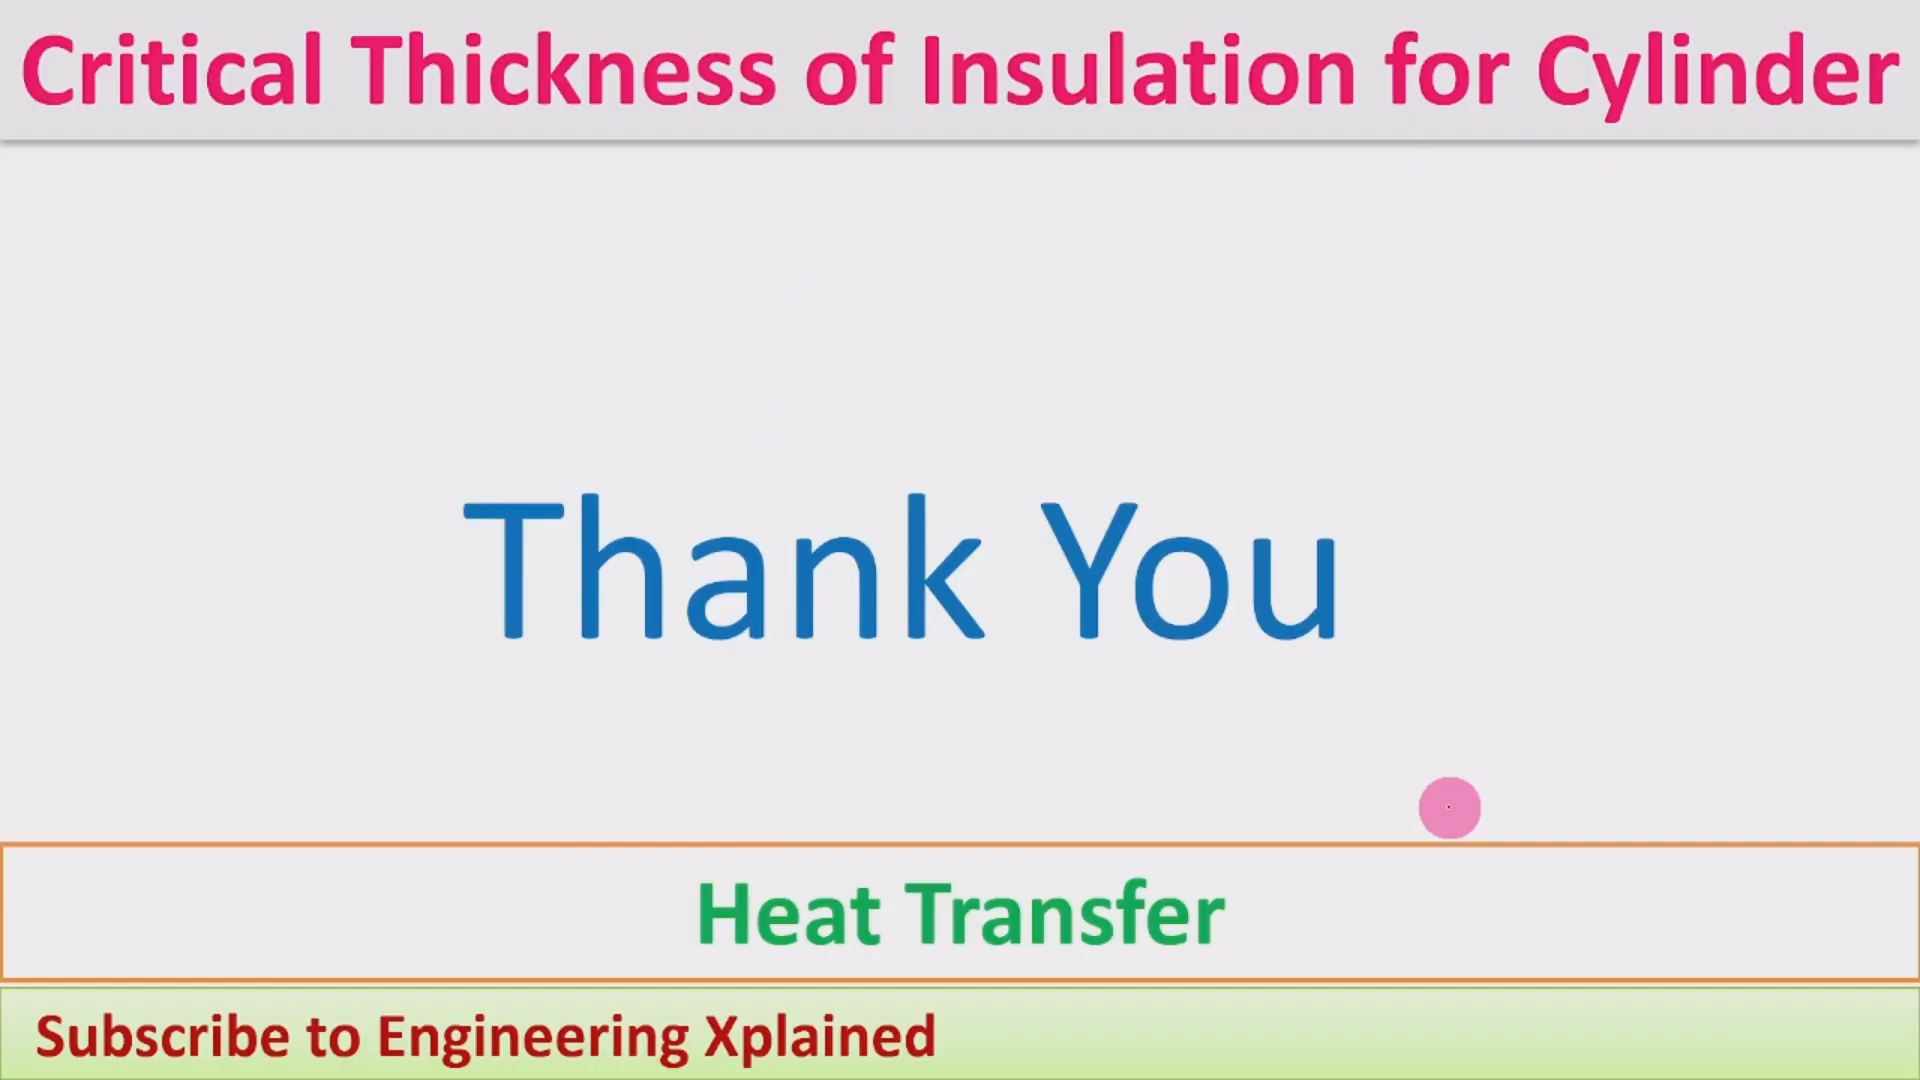 Critical Thickness of Insulation for Cylinder
Thank You
Heat Transfer
Subscribe to Engineering Xplained